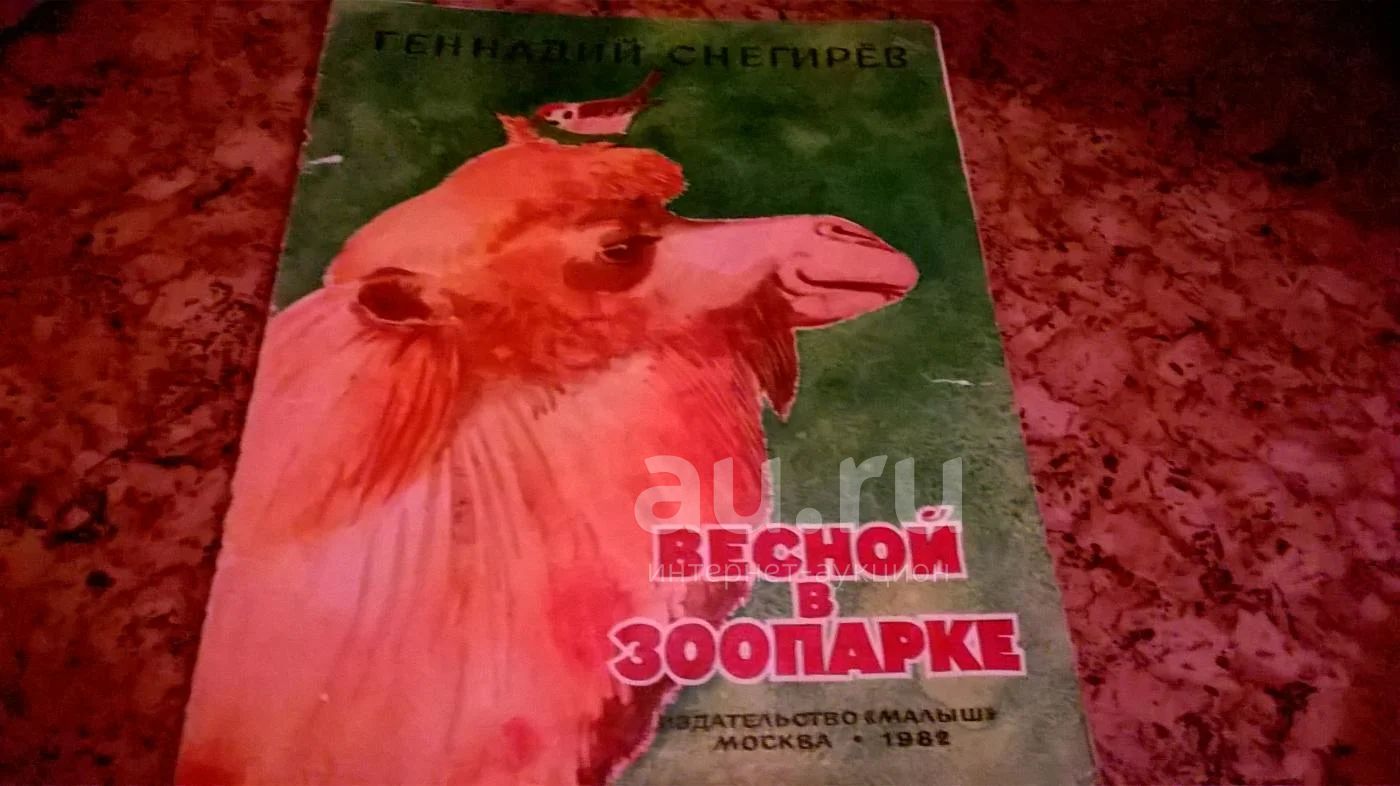 ГЕННАДИЙ СНЕГИРЁВ
au.ru
ВЕСНОЙ
интернет-аукцион
В
ЗООПАРКЕ
ИЗДАТЕЛЬСТВО «МАЛЫШ»
МОСКВА • 1982